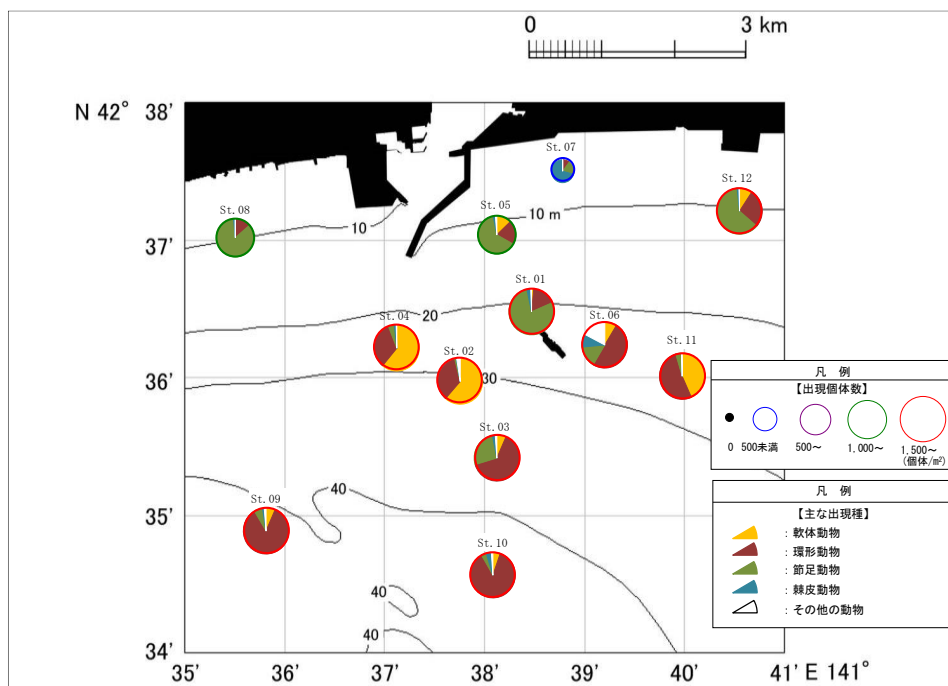 0 3 km
N 42° 38'
37'
36'
35'
34'
35' 36' 37' 38' 39' 40' 41' E 141°
St.07
St.12
St.08
St.05
10 m
10
St.01
20
St.04
St.06
St.02
St.11
30
St.03
40
St.09
St.10
40
40
凡 例
【出現個体数】
0 500未満 500～ 1,000～ 1,500～
(個体/m²)
凡 例
【主な出現種】
：軟体動物
：環形動物
：節足動物
：棘皮動物
：その他の動物